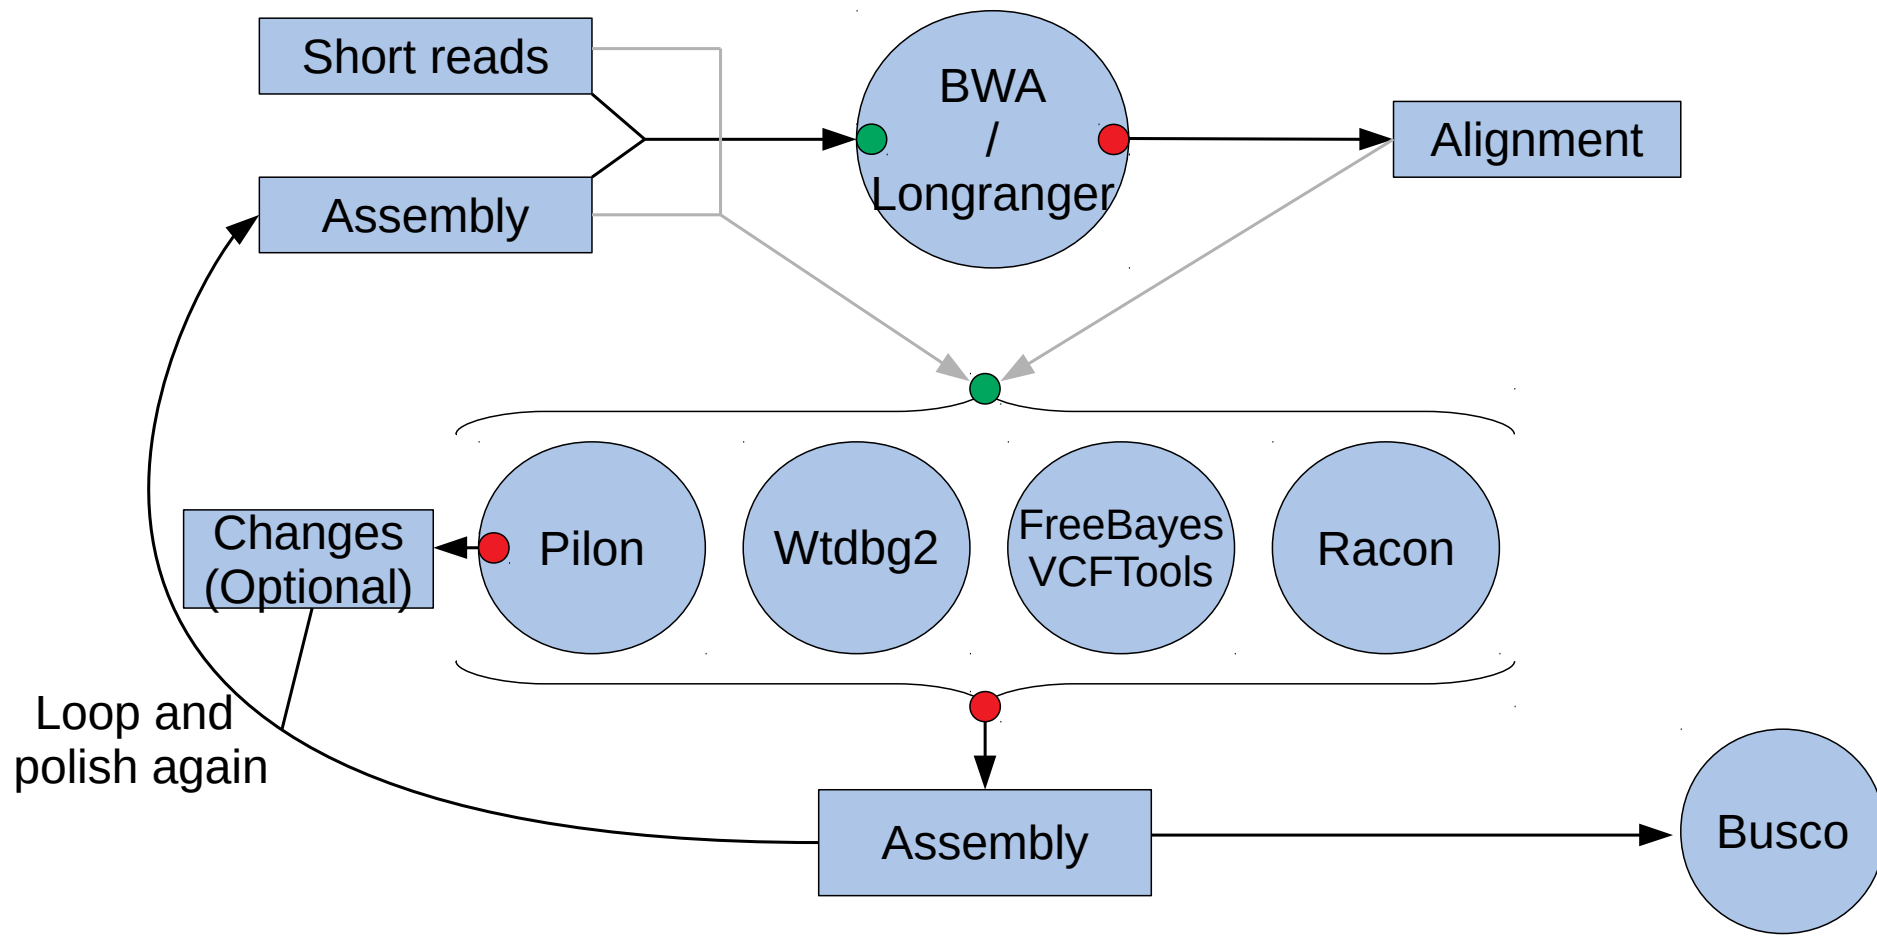 Short reads
BWA
/
Longranger
Alignment
Assembly
Changes
(Optional)
Pilon
Wtdbg2
FreeBayes
VCFTools
Racon
Loop and
polish again
Assembly
Busco